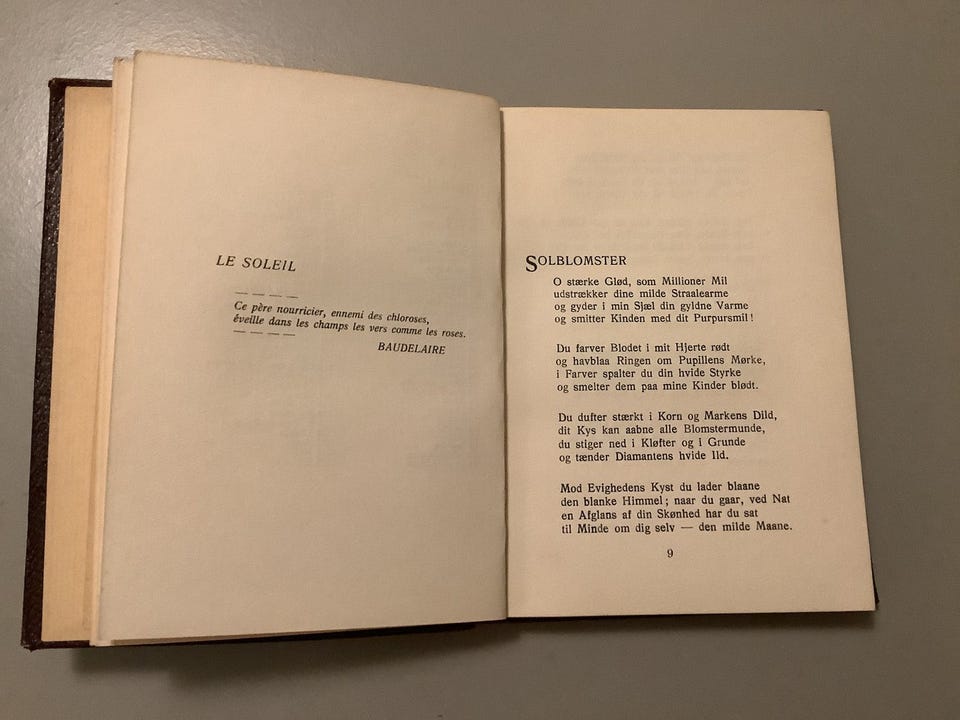 LE SOLEIL
— — — —
Ce père nourricier, ennemi des chloroses,
éveille dans les champs les vers comme les roses.
— — — —
BAUDELAIRE
SOLBLOMSTER
O stærke Glød, som Millioner Mil
udstrækker dine milde Straalearme
og gyder i min Sjæl din gyldne Varme
og smitter Kinden med dit Purpursmil!
Du farver Blodet i mit Hjerte rødt
og havblaa Ringen om Pupillens Mørke,
i Farver spalter du din hvide Styrke
og smelter dem paa mine Kinder blødt.
Du dufter stærkt i Korn og Markens Dild,
dit Kys kan aabne alle Blomstermunde,
du stiger ned i Kløfter og i Grunde
og tænder Diamantens hvide Ild.
Mod Evighedens Kyst du lader blaane
den blanke Himmel; naar du gaar, ved Nat
en Afglans af din Skønhed har du sat
til Minde om dig selv — den milde Maane.
9